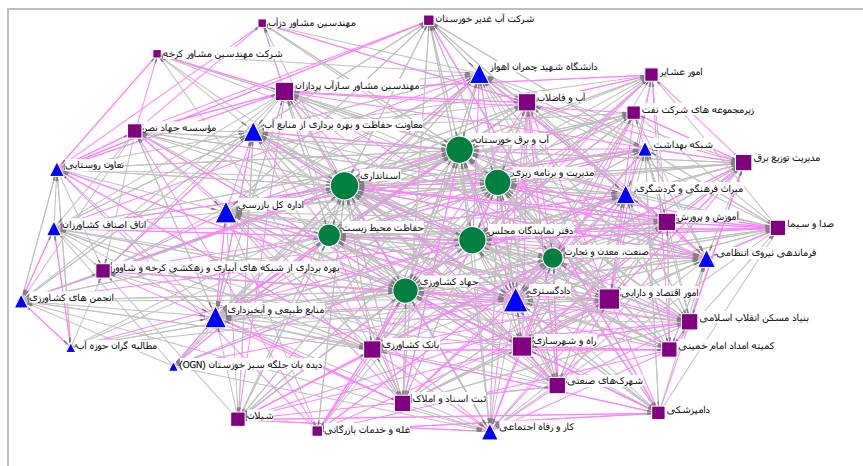 شرکت آب غدیر خوزستان
مهندسین مشاور دزآب
شرکت مهندسین مشاور کرخه
دانشگاه شهید چمران اهواز
امور عشایر
مهندسین مشاور سازآب پردازان
آب و فاضلاب
زیرمجموعه های شرکت نفت
معاونت حفاظت و بهره برداری از منابع آب
مؤسسه جهاد نصر
آب و برق خوزستان
شبکه بهداشت
مدیریت توزیع برق
تعاون روستایی
استانداری
مدیریت و برنامه ریزی
میراث فرهنگی و گردشگری
اداره کل بازرسی
آموزش و پرورش
صدا و سیما
اتاق اصناف کشاورزان
حفاظت محیط زیست
دفتر نمایندگان مجلس
صنعت، معدن و تجارت
فرماندهی نیروی انتظامی
بهره برداری از شبکه های آبیاری و زهکشی کرخه و شاوور
جهاد کشاورزی
دادگستری
امور اقتصاد و دارایی
انجمن های کشاورزی
منابع طبیعی و آبخیزداری
بنیاد مسکن انقلاب اسلامی
مطالبه گران حوزه آب
بانک کشاورزی
راه و شهرسازی
کمیته امداد امام خمینی
دیده بان جلگه سبز خوزستان (OGN)
شهرک‌های صنعتی
ثبت اسناد و املاک
شیلات
غله و خدمات بازرگانی
کار و رفاه اجتماعی
دامپزشکی